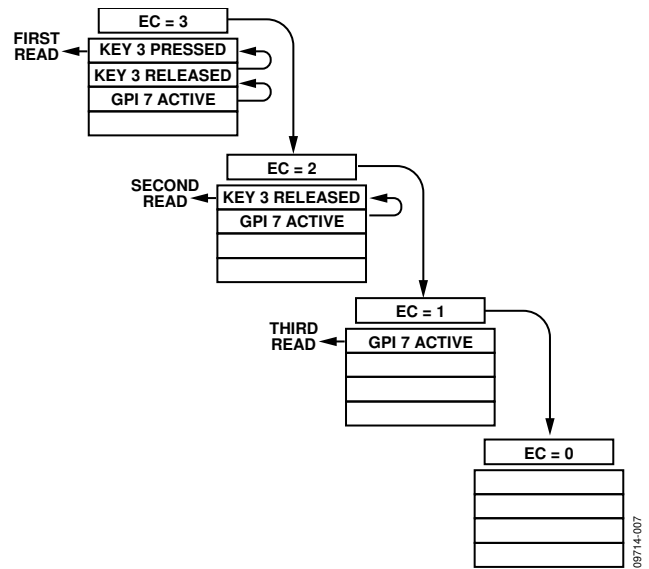 EC = 3
FIRST
READ
KEY 3 PRESSED
KEY 3 RELEASED
GPI 7 ACTIVE
EC = 2
SECOND
READ
KEY 3 RELEASED
GPI 7 ACTIVE
EC = 1
THIRD
READ
GPI 7 ACTIVE
EC = 0
09714-007